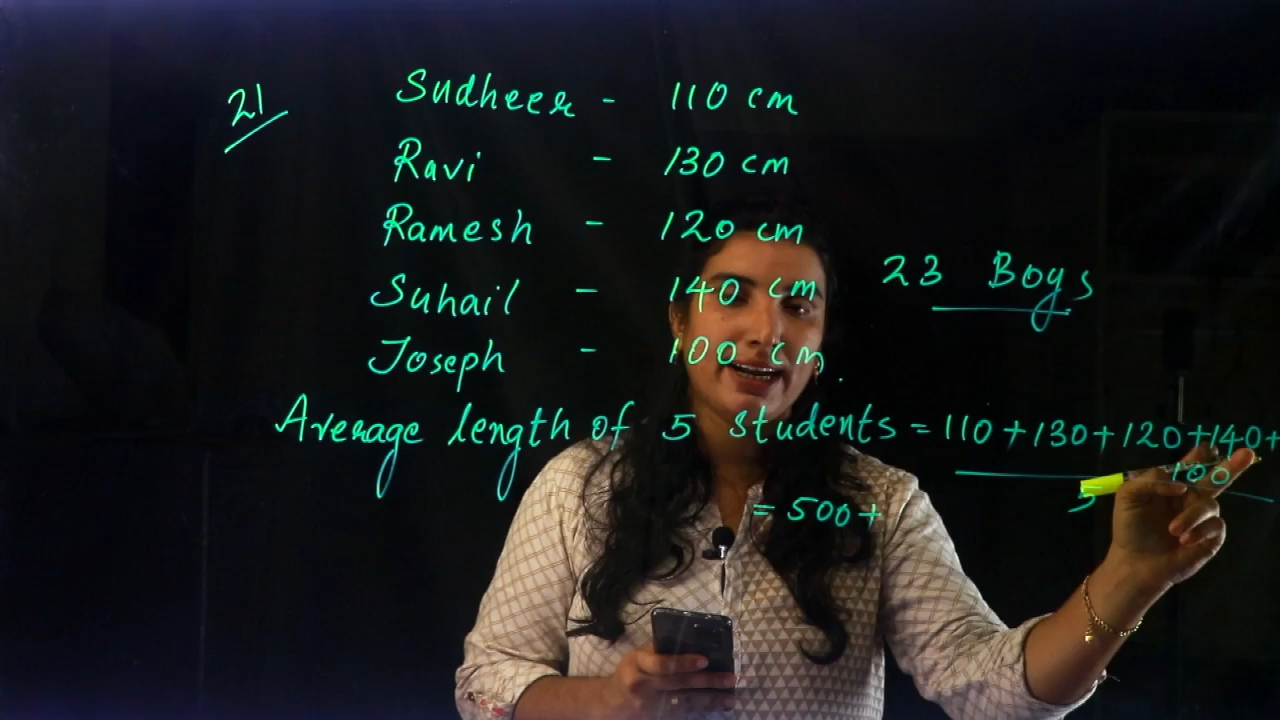 21
Sudheer - 110 cm
Ravi - 130 cm
Ramesh - 120 cm
Suhail - 140 cm
Joseph - 100 cm.
23 Boys
Average length of 5 students = 110+130+120+140+
100
5
= 500+